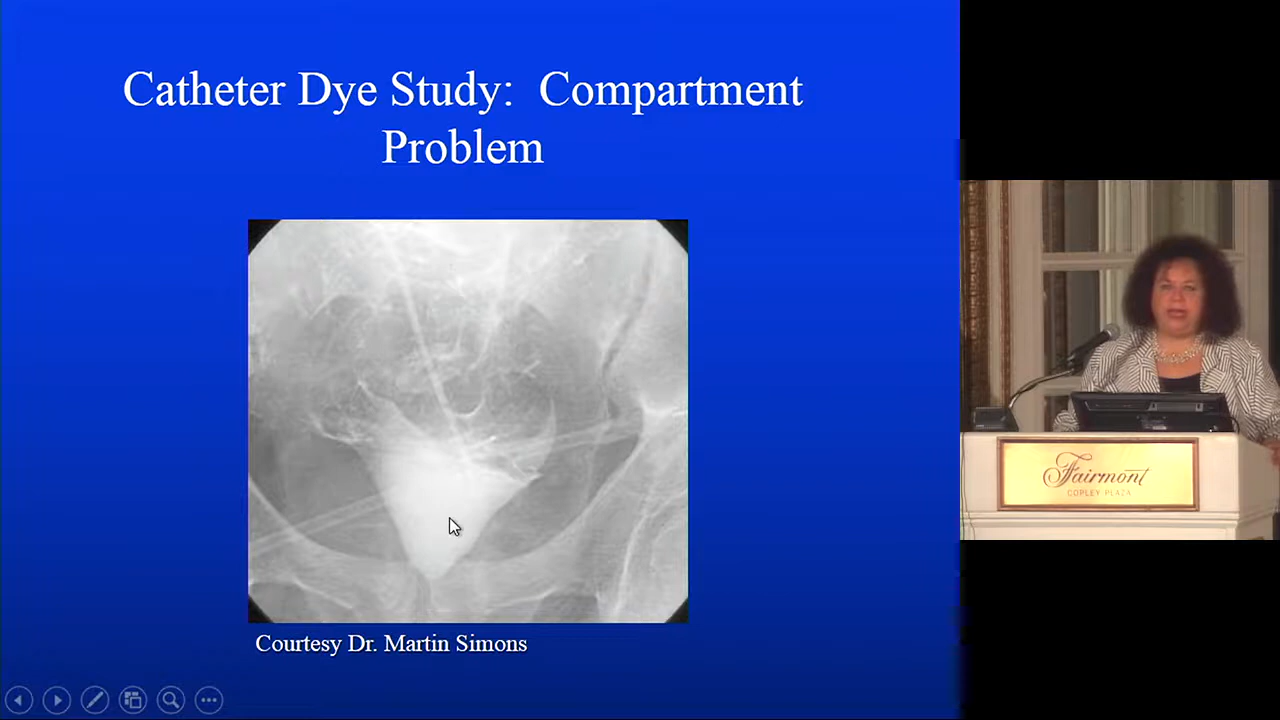 Catheter Dye Study: Compartment
Problem
Courtesy Dr. Martin Simons
Fairmont
COPLEY PLAZA